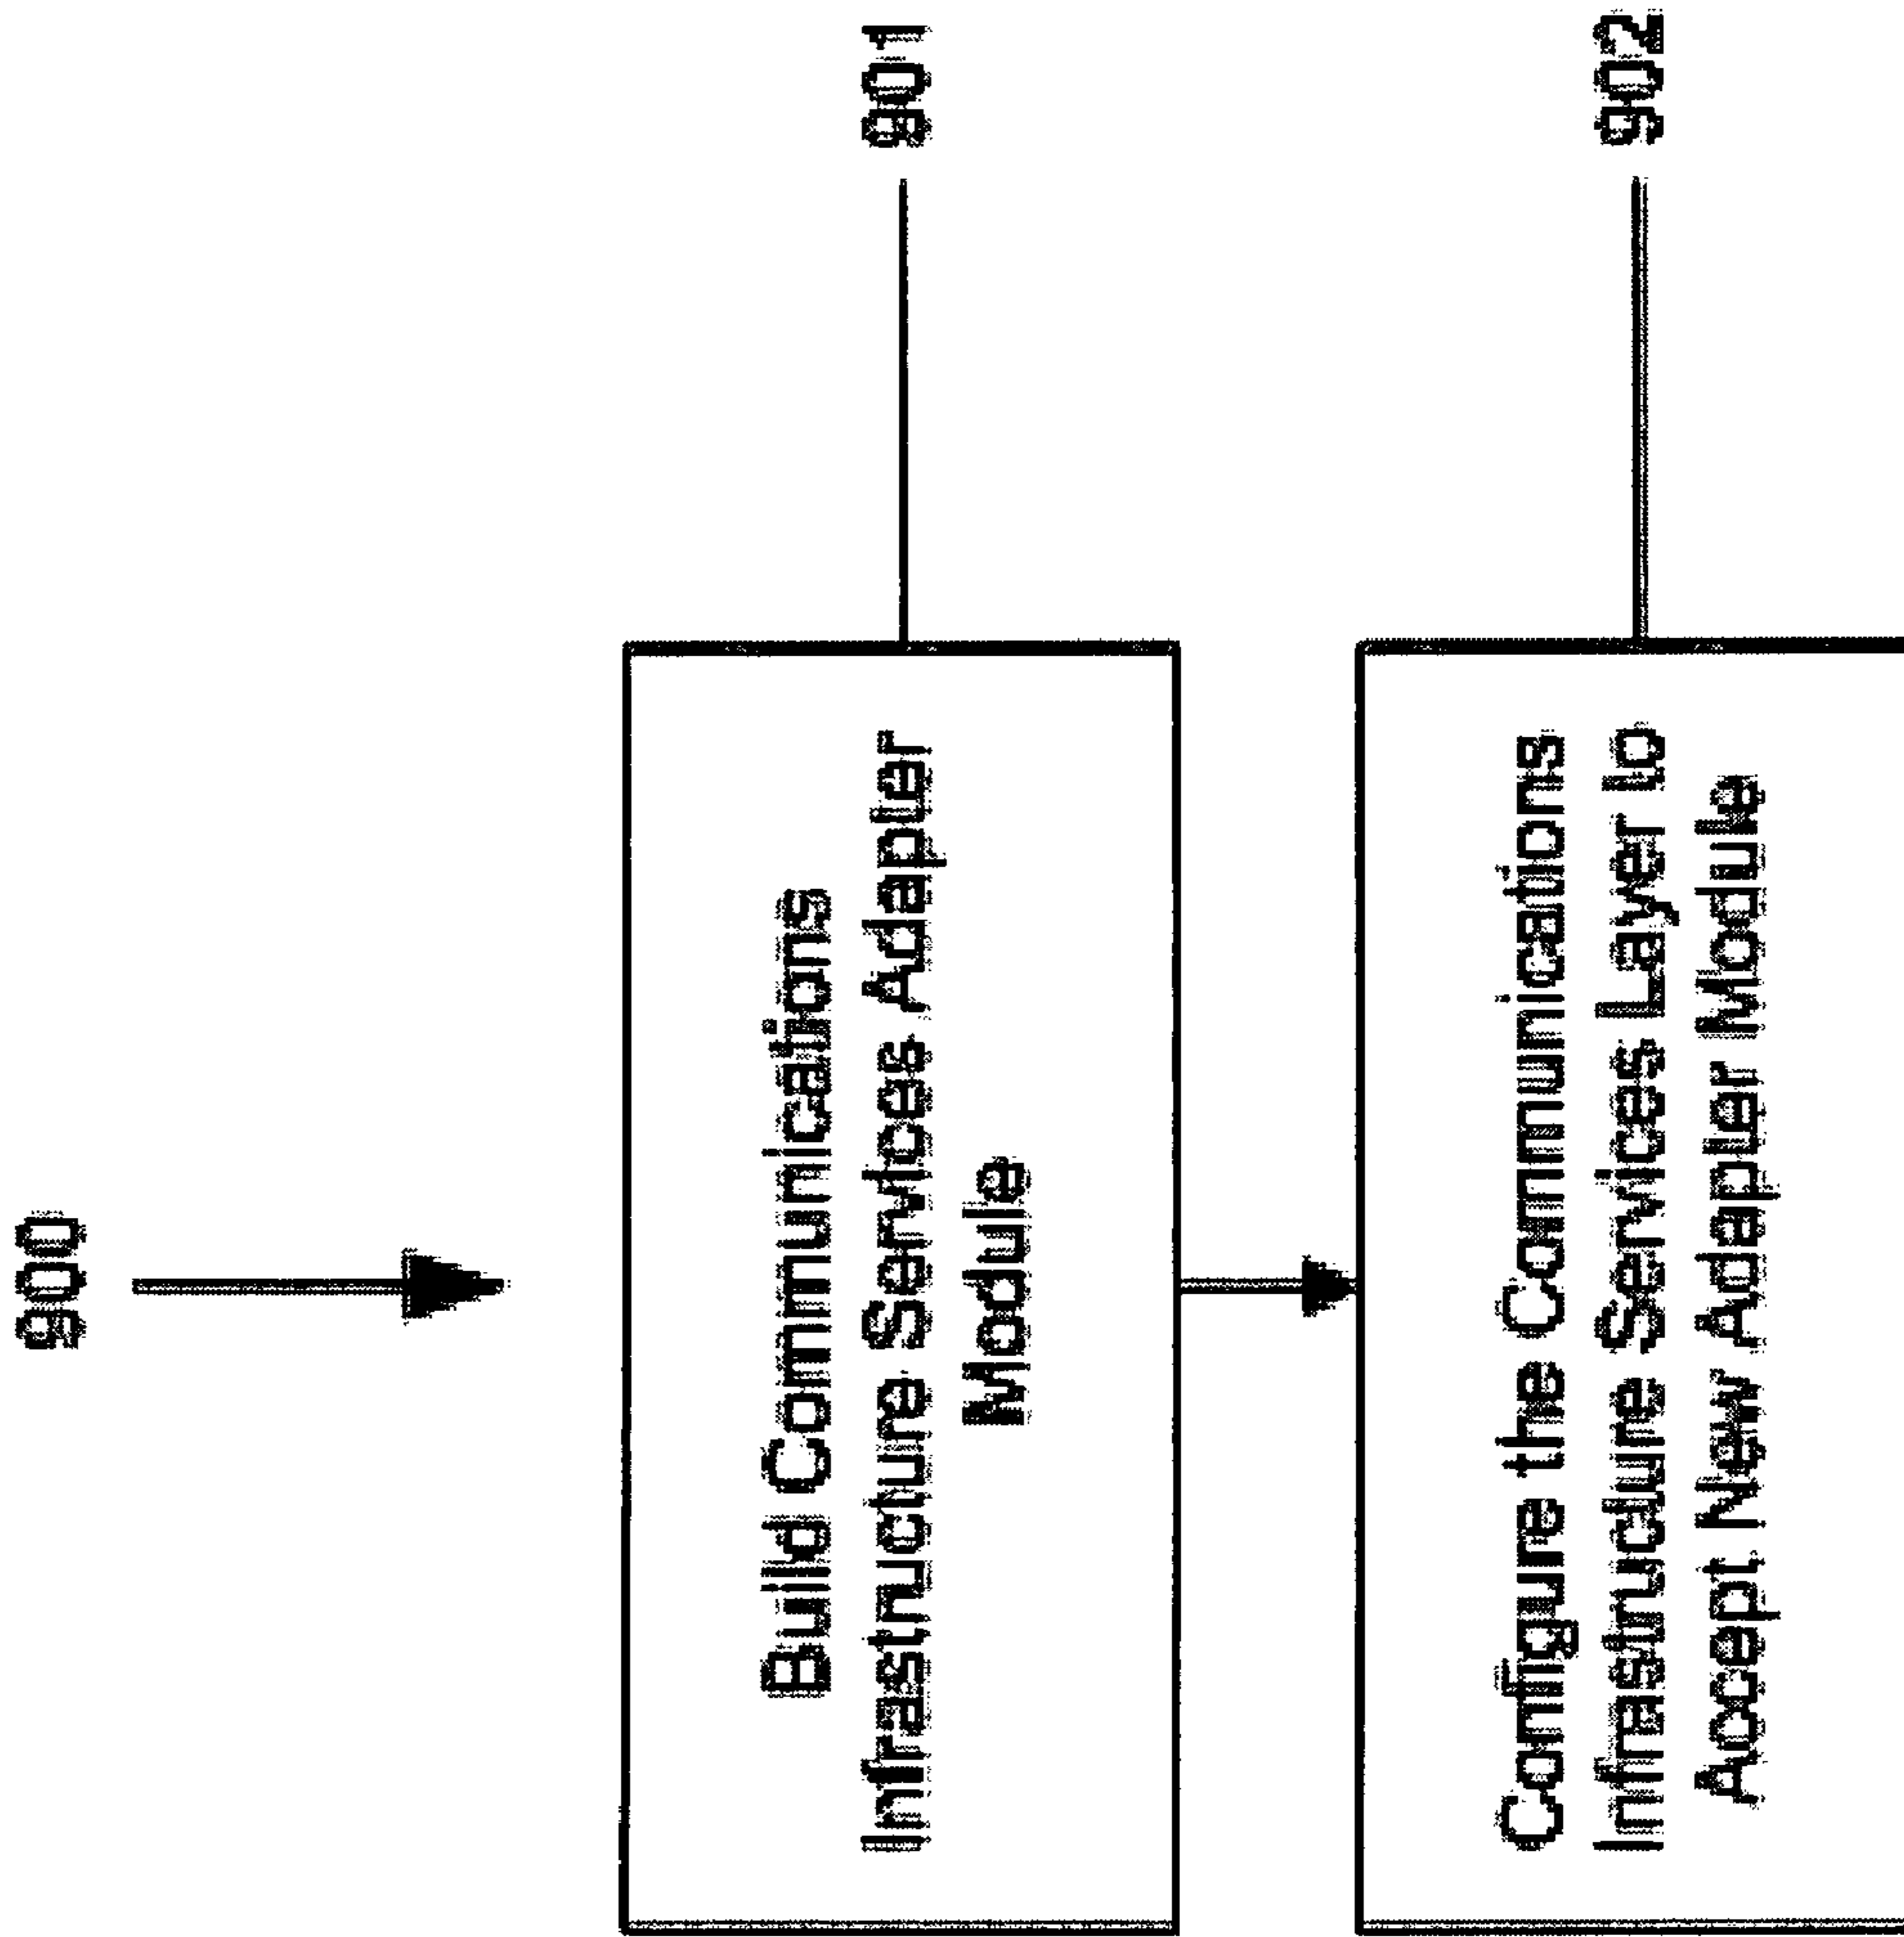 900
Build Communications
Infrastructure Services Adapter
Module
901
Configure the Communications
Infrastructure Services Layer to
Accept New Adapter Module
902